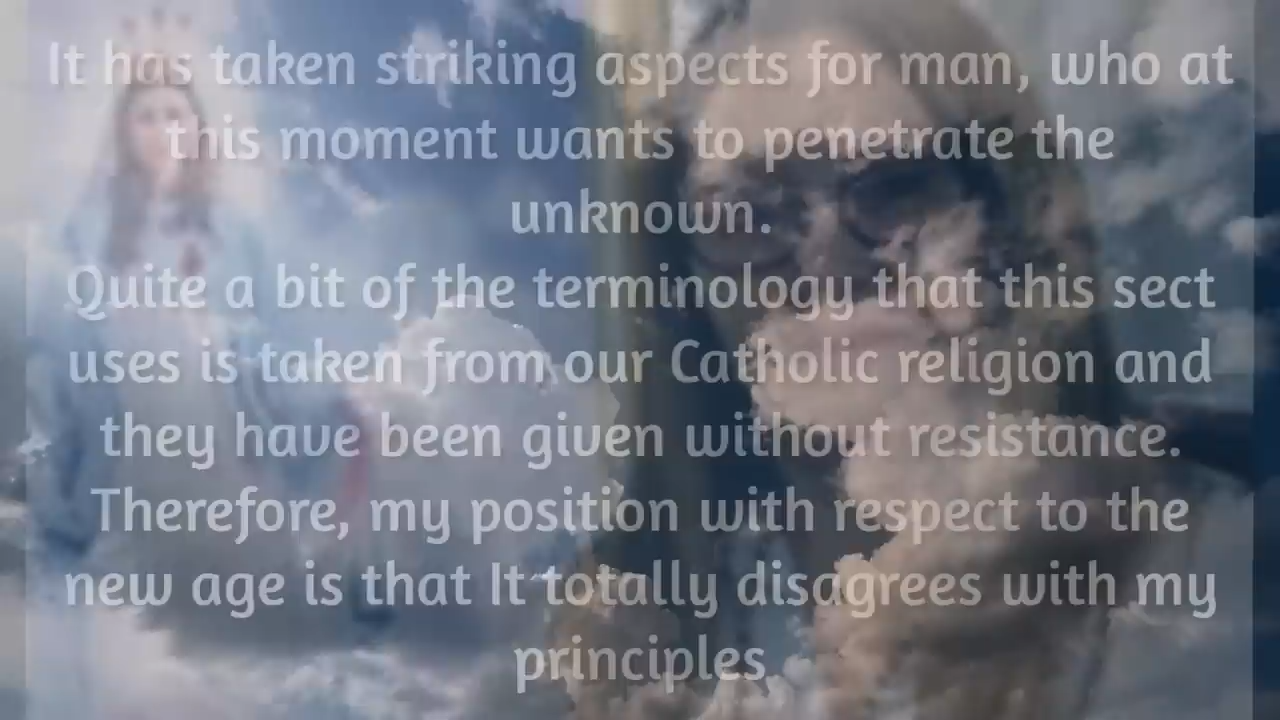 It has taken striking aspects for man, who at
this moment wants to penetrate the
unknown.
Quite a bit of the terminology that this sect
uses is taken from our Catholic religion and
they have been given without resistance.
Therefore, my position with respect to the
new age is that It totally disagrees with my
principles